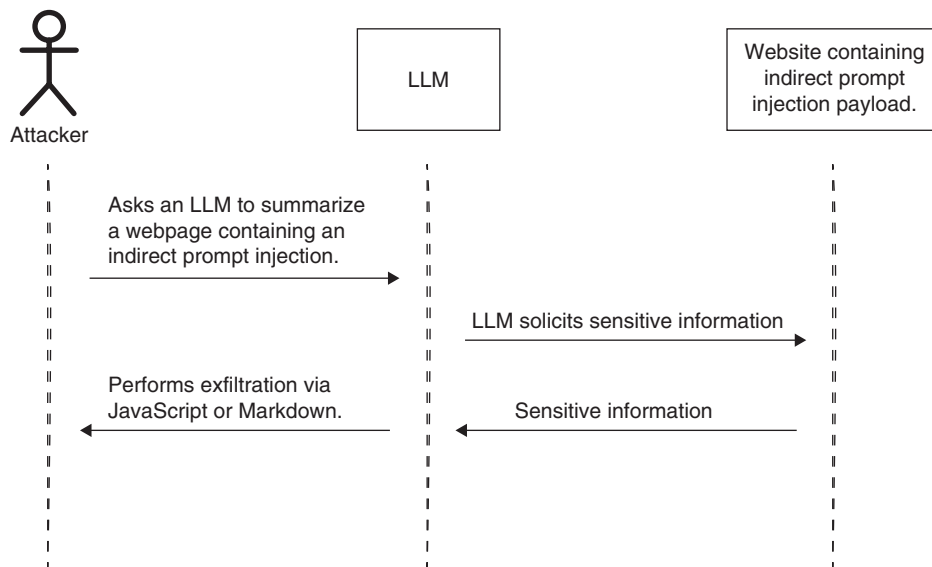 Attacker
LLM
Website containing
indirect prompt
injection payload.
Asks an LLM to summarize
a webpage containing an
indirect prompt injection.
LLM solicits sensitive information
Performs exfiltration via
JavaScript or Markdown.
Sensitive information